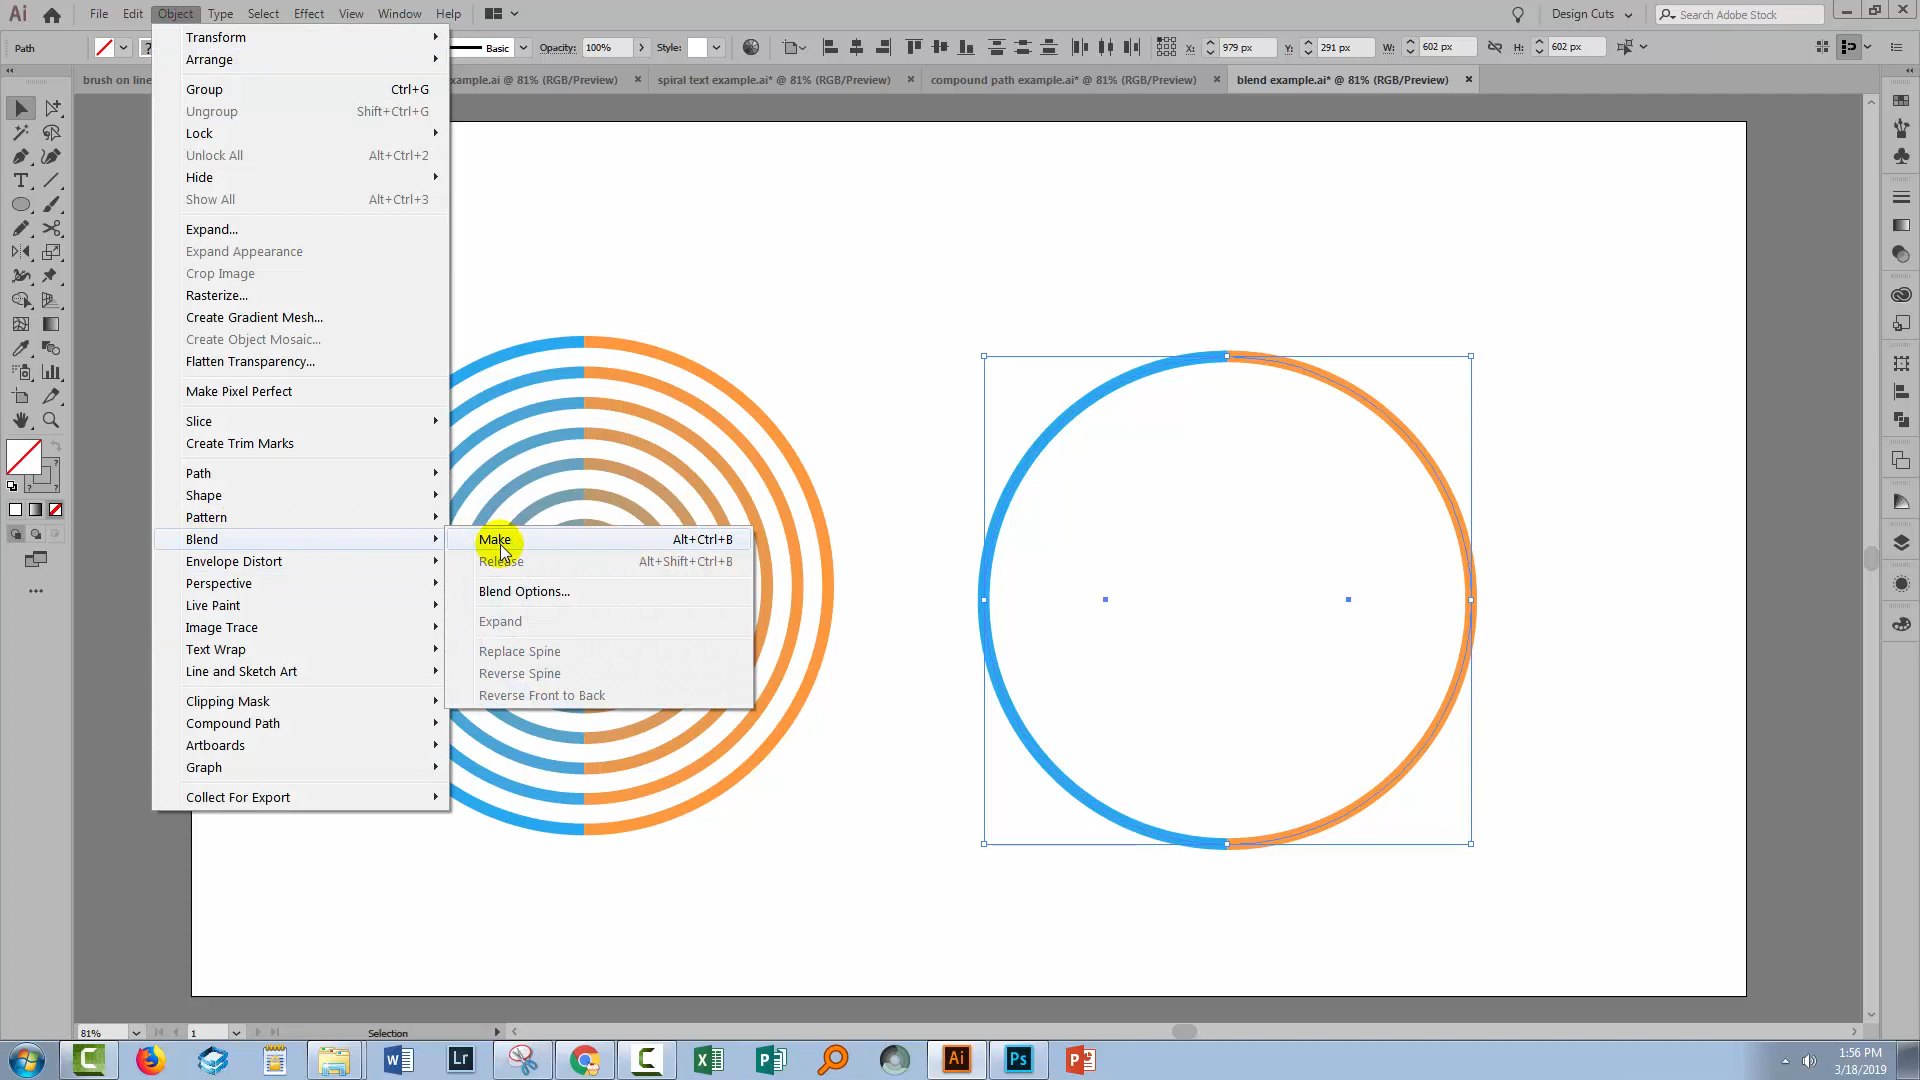 Ai File Edit Object Type Select Effect View Window Help Design Cuts Search Adobe Stock
Path ? Basic Opacity: 100% Style: X: 979 px Y: 291 px W: 602 px H: 602 px
brush on line xample.ai @ 81% (RGB/Preview) spiral text example.ai* @ 81% (RGB/Preview) compound path example.ai* @ 81% (RGB/Preview) blend example.ai* @ 81% (RGB/Preview)
Transform
Arrange
Group Ctrl+G
Ungroup Shift+Ctrl+G
Lock
Unlock All Alt+Ctrl+2
Hide
Show All Alt+Ctrl+3
Expand...
Expand Appearance
Crop Image
Rasterize...
Create Gradient Mesh...
Create Object Mosaic...
Flatten Transparency...
Make Pixel Perfect
Slice
Create Trim Marks
Path
Shape
Pattern
Blend
Envelope Distort
Perspective
Live Paint
Image Trace
Text Wrap
Line and Sketch Art
Clipping Mask
Compound Path
Artboards
Graph
Collect For Export
Make Alt+Ctrl+B
Release Alt+Shift+Ctrl+B
Blend Options...
Expand
Replace Spine
Reverse Spine
Reverse Front to Back
81% 1 Selection
Lr Ai Ps
1:56 PM
3/18/2019